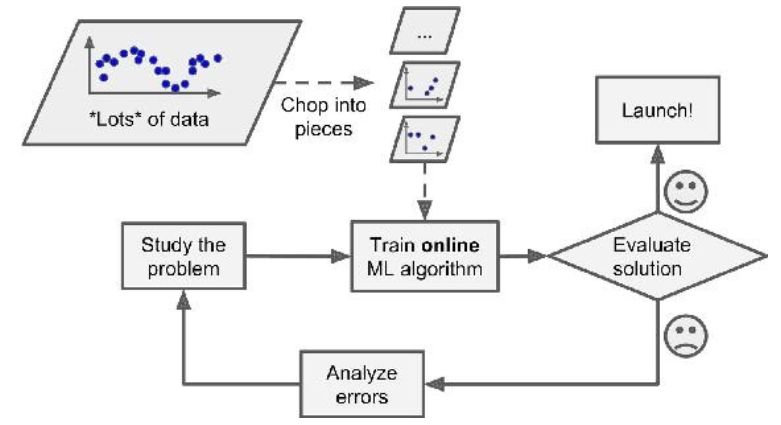 *Lots* of data
Chop into
pieces
...
Launch!
Study the
problem
Train online
ML algorithm
Evaluate
solution
Analyze
errors